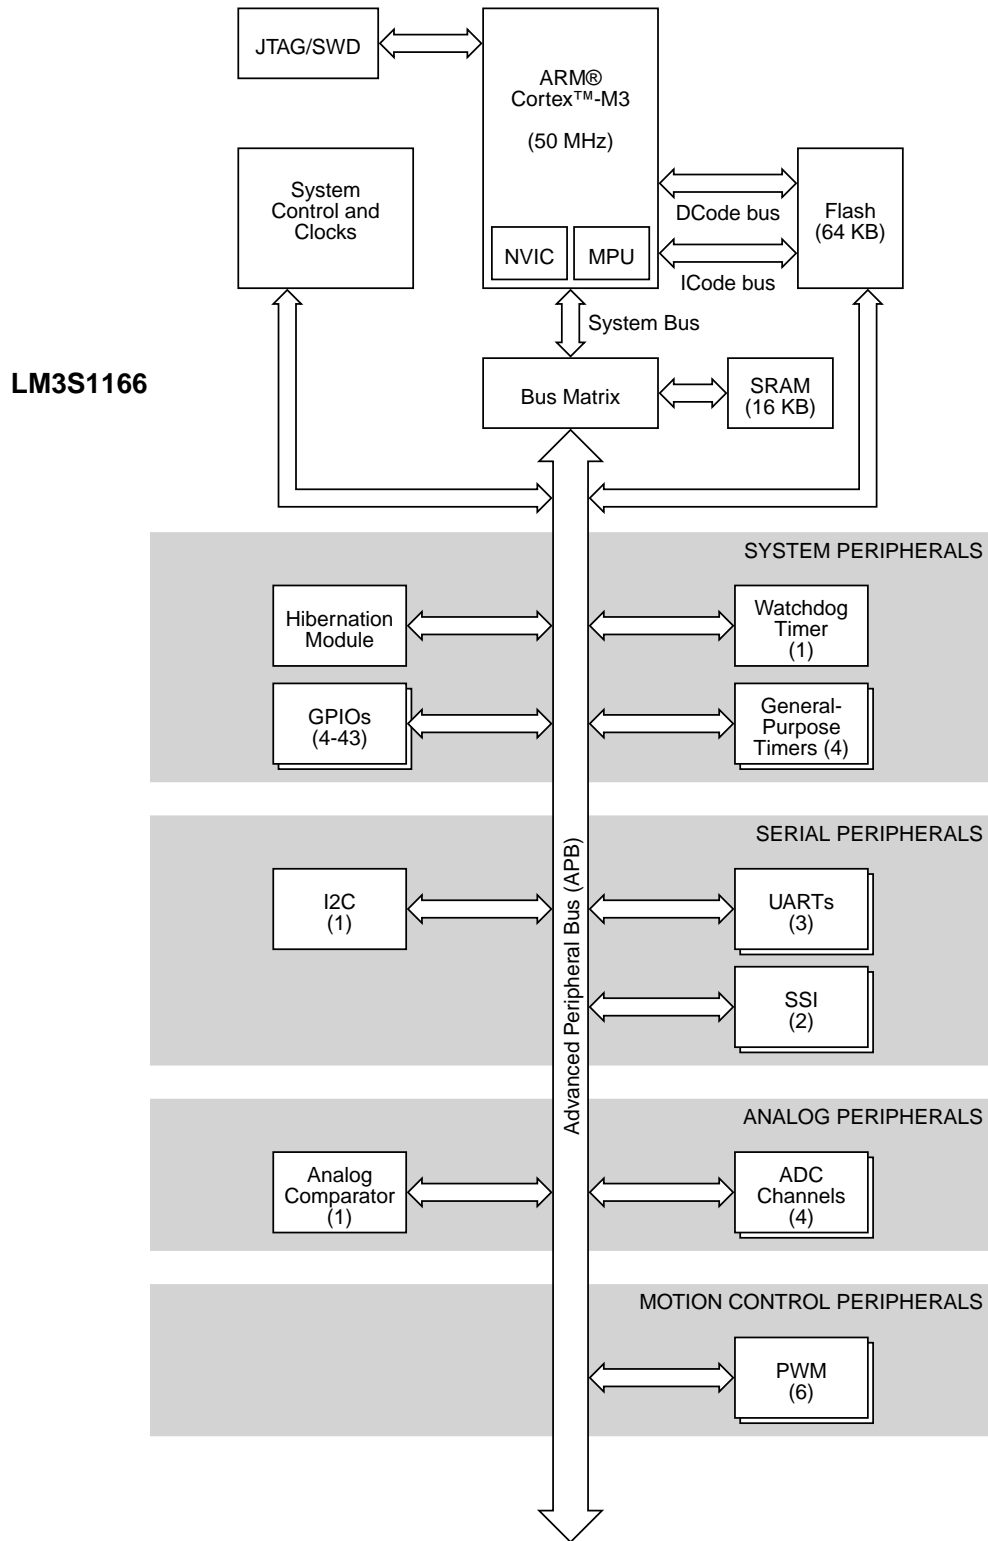 JTAG/SWD
ARM®
Cortex™-M3
(50 MHz)
NVIC
MPU
System
Control and
Clocks
DCode bus
ICode bus
Flash
(64 KB)
System Bus
LM3S1166
Bus Matrix
SRAM
(16 KB)
SYSTEM PERIPHERALS
Hibernation
Module
Watchdog
Timer
(1)
GPIOs
(4-43)
General-
Purpose
Timers (4)
Advanced Peripheral Bus (APB)
SERIAL PERIPHERALS
I2C
(1)
UARTs
(3)
SSI
(2)
ANALOG PERIPHERALS
Analog
Comparator
(1)
ADC
Channels
(4)
MOTION CONTROL PERIPHERALS
PWM
(6)